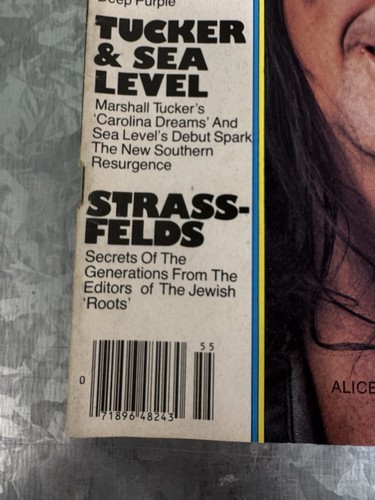 Deep Purple
TUCKER
& SEA
LEVEL
Marshall Tucker's
'Carolina Dreams' And
Sea Level's Debut Spark
The New Southern
Resurgence
STRASS-
FELDS
Secrets Of The
Generations From The
Editors of The Jewish
'Roots'
55
0
71896 48243
ALICE